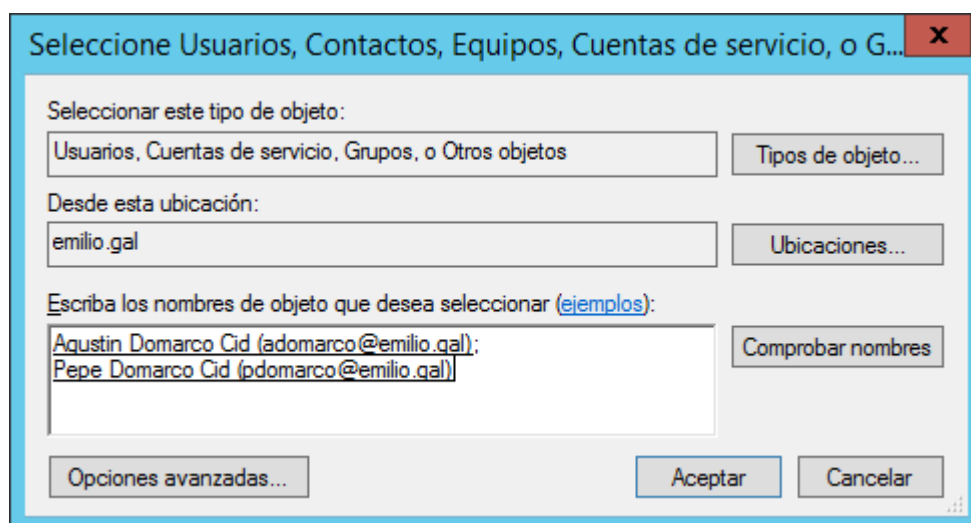 Seleccione Usuarios, Contactos, Equipos, Cuentas de servicio, o G...
x
Seleccionar este tipo de objeto:
Usuarios, Cuentas de servicio, Grupos, o Otros objetos
Tipos de objeto...
Desde esta ubicación:
emilio.gal
Ubicaciones...
Escriba los nombres de objeto que desea seleccionar (ejemplos):
Agustin Domarco Cid (adomarco@emilio.gal);
Pepe Domarco Cid (pdomarco@emilio.gal)
Comprobar nombres
Opciones avanzadas...
Aceptar
Cancelar